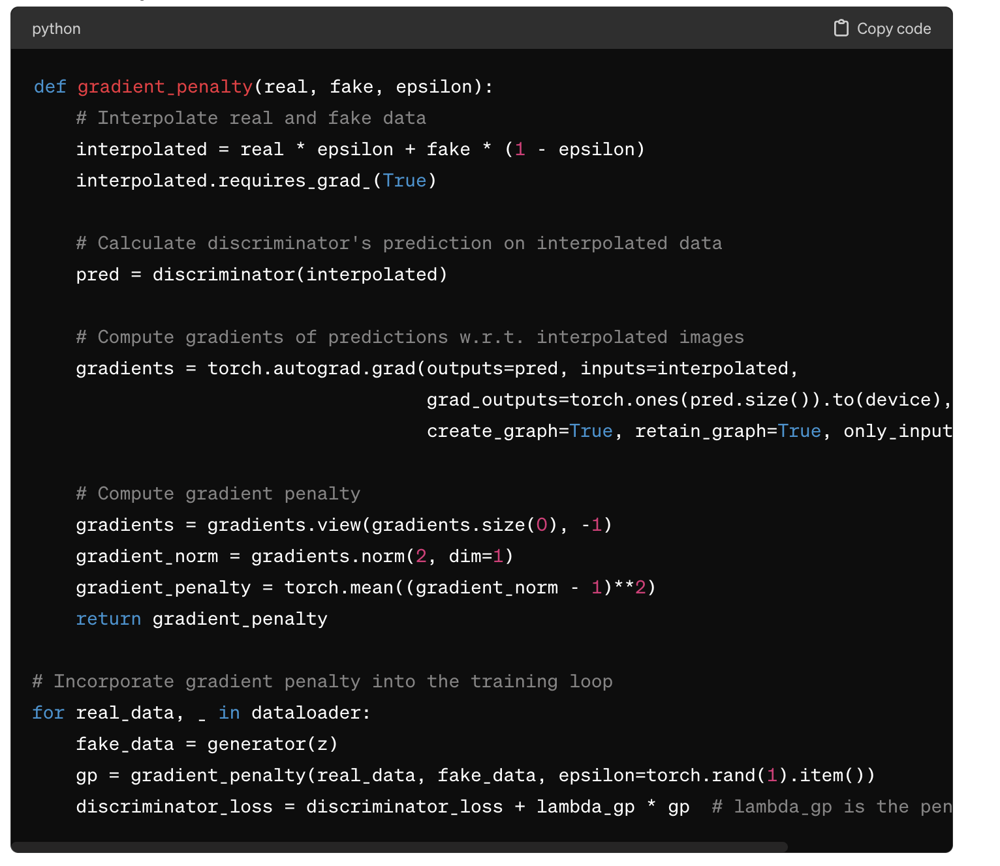 python
Copy code
def gradient_penalty(real, fake, epsilon):
    # Interpolate real and fake data
    interpolated = real * epsilon + fake * (1 - epsilon)
    interpolated.requires_grad_(True)
    # Calculate discriminator's prediction on interpolated data
    pred = discriminator(interpolated)
    # Compute gradients of predictions w.r.t. interpolated images
    gradients = torch.autograd.grad(outputs=pred, inputs=interpolated,
                                    grad_outputs=torch.ones(pred.size()).to(device),
                                    create_graph=True, retain_graph=True, only_input
    # Compute gradient penalty
    gradients = gradients.view(gradients.size(0), -1)
    gradient_norm = gradients.norm(2, dim=1)
    gradient_penalty = torch.mean((gradient_norm - 1)**2)
    return gradient_penalty
# Incorporate gradient penalty into the training loop
for real_data, _ in dataloader:
    fake_data = generator(z)
    gp = gradient_penalty(real_data, fake_data, epsilon=torch.rand(1).item())
    discriminator_loss = discriminator_loss + lambda_gp * gp  # lambda_gp is the pen